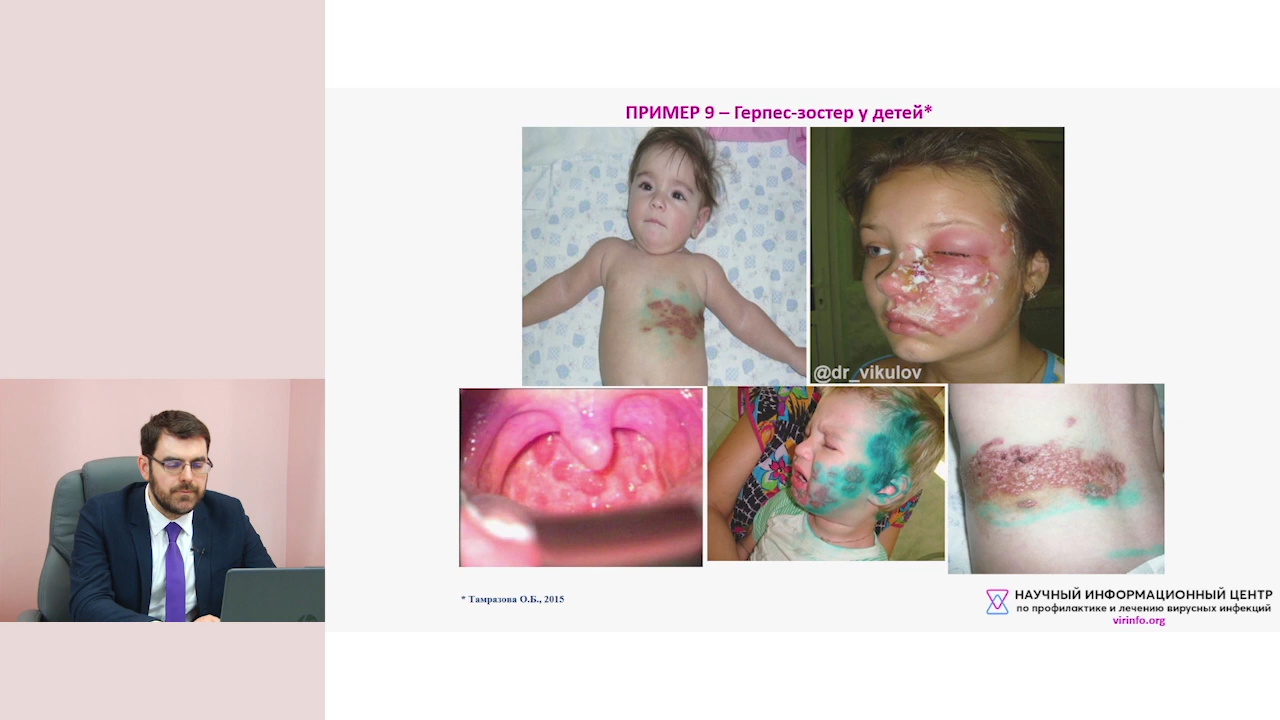 ПРИМЕР 9 – Герпес-зостер у детей*
@dr_vikulov
* Тамразова О.Б., 2015
НАУЧНЫЙ ИНФОРМАЦИОННЫЙ ЦЕНТР
по профилактике и лечению вирусных инфекций
virinfo.org